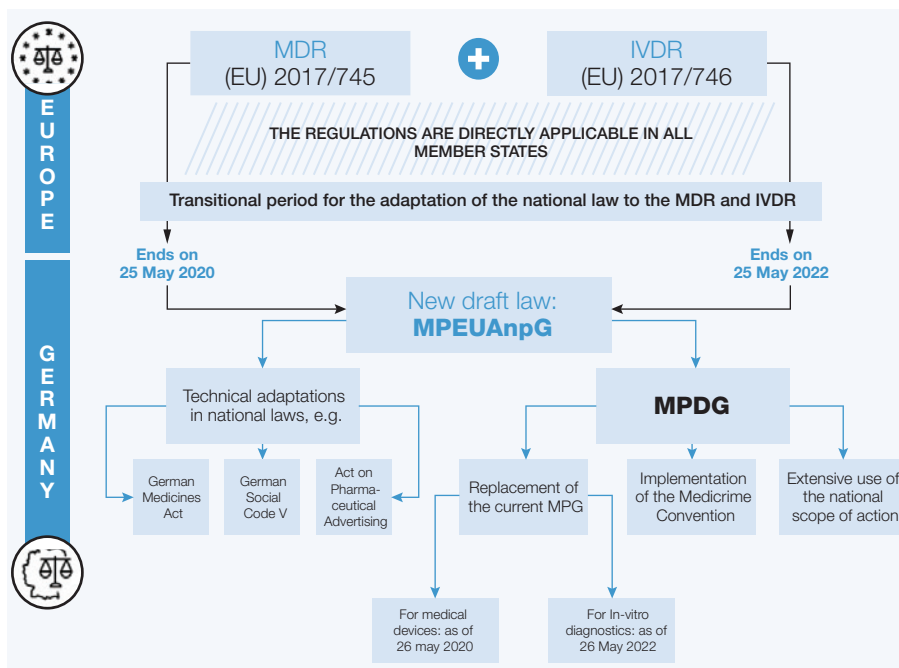 MDR
(EU) 2017/745
IVDR
(EU) 2017/746
EUROPE
THE REGULATIONS ARE DIRECTLY APPLICABLE IN ALL
MEMBER STATES
Transitional period for the adaptation of the national law to the MDR and IVDR
Ends on
25 May 2020
Ends on
25 May 2022
New draft law:
MPEUAnpG
GERMANY
Technical adaptations
in national laws, e.g.
MPDG
German
Medicines
Act
German
Social
Code V
Act on
Pharma-
ceutical
Advertising
Replacement of
the current MPG
Implementation
of the Medicrime
Convention
Extensive use of
the national
scope of action
For medical
devices: as of
26 may 2020
For In-vitro
diagnostics: as of
26 May 2022